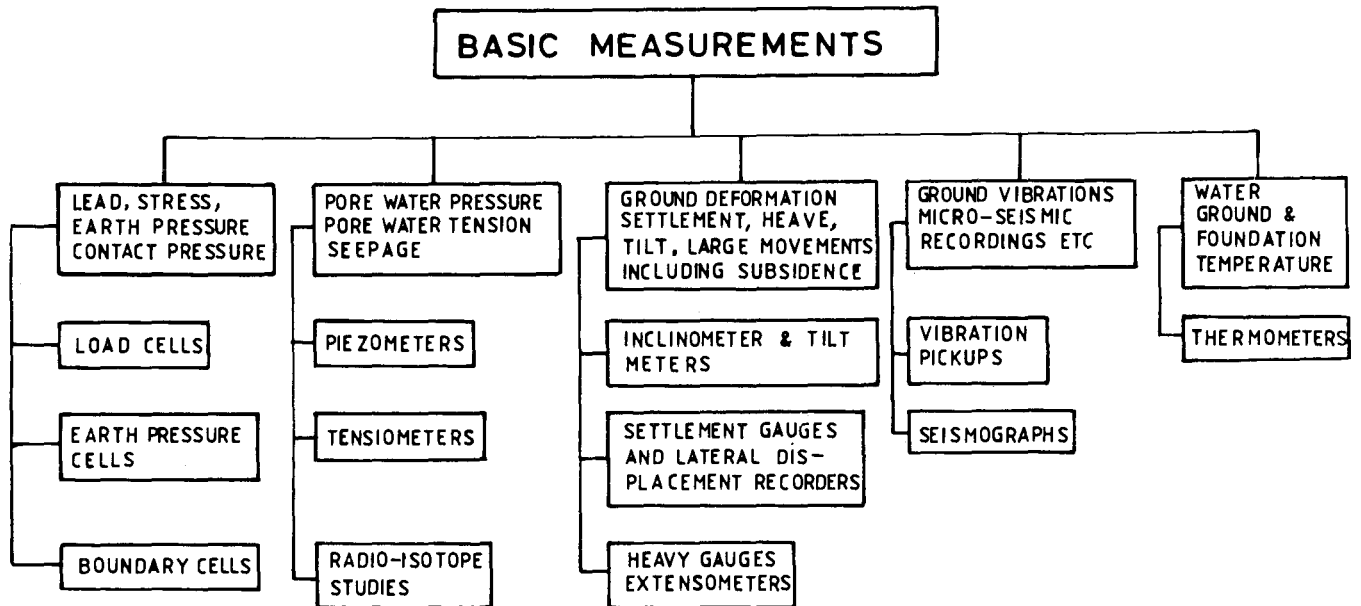 BASIC MEASUREMENTS
LEAD, STRESS,
EARTH PRESSURE
CONTACT PRESSURE
LOAD CELLS
EARTH PRESSURE
CELLS
BOUNDARY CELLS
PORE WATER PRESSURE
PORE WATER TENSION
SEEPAGE
PIEZOMETERS
TENSIOMETERS
RADIO-ISOTOPE
STUDIES
GROUND DEFORMATION
SETTLEMENT, HEAVE,
TILT, LARGE MOVEMENTS
INCLUDING SUBSIDENCE
INCLINOMETER & TILT
METERS
SETTLEMENT GAUGES
AND LATERAL DIS-
PLACEMENT RECORDERS
HEAVY GAUGES
EXTENSOMETERS
GROUND VIBRATIONS
MICRO-SEISMIC
RECORDINGS ETC
VIBRATION
PICKUPS
SEISMOGRAPHS
WATER
GROUND &
FOUNDATION
TEMPERATURE
THERMOMETERS